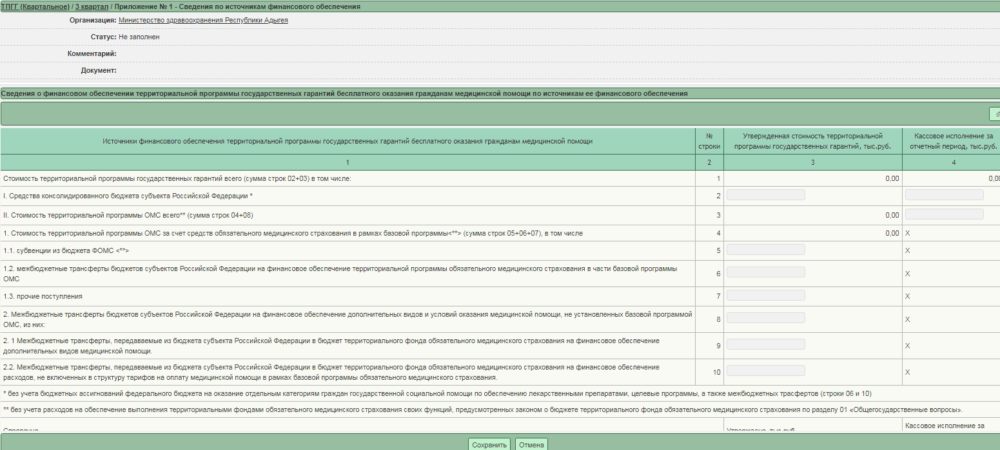 ТПГГ (Квартальное) / 3 квартал / Приложение № 1 - Сведения по источникам финансового обеспечения
Организация: Министерство здравоохранения Республики Адыгея
Статус: Не заполнен
Комментарий:
Документ:
Сведения о финансовом обеспечении территориальной программы государственных гарантий бесплатного оказания гражданам медицинской помощи по источникам ее финансового обеспечения
Источники финансового обеспечения территориальной программы государственных гарантий бесплатного оказания гражданам медицинской помощи
№
строки
Утвержденная стоимость территориальной
программы государственных гарантий, тыс.руб.
Кассовое исполнение за
отчетный период, тыс.руб.
1 2 3 4
Стоимость территориальной программы государственных гарантий всего (сумма строк 02+03) в том числе: 1 0,00 0,00
I. Средства консолидированного бюджета субъекта Российской Федерации * 2
II. Стоимость территориальной программы ОМС всего** (сумма строк 04+08) 3 0,00
1. Стоимость территориальной программы ОМС за счет средств обязательного медицинского страхования в рамках базовой программы<**> (сумма строк 05+06+07), в том числе 4 0,00 X
1.1. субвенции из бюджета ФОМС <**> 5 X
1.2. межбюджетные трансферты бюджетов субъектов Российской Федерации на финансовое обеспечение территориальной программы обязательного медицинского страхования в части базовой программы
ОМС 6 X
1.3. прочие поступления 7 X
2. Межбюджетные трансферты бюджетов субъектов Российской Федерации на финансовое обеспечение дополнительных видов и условий оказания медицинской помощи, не установленных базовой программой
ОМС, из них: 8 X
2. 1 Межбюджетные трансферты, передаваемые из бюджета субъекта Российской Федерации в бюджет территориального фонда обязательного медицинского страхования на финансовое обеспечение
дополнительных видов медицинской помощи. 9 X
2.2. Межбюджетные трансферты, передаваемые из бюджета субъекта Российской Федерации в бюджет территориального фонда обязательного медицинского страхования на финансовое обеспечение
расходов, не включенных в структуру тарифов на оплату медицинской помощи в рамках базовой программы обязательного медицинского страхования. 10 X
* без учета бюджетных ассигнований федерального бюджета на оказание отдельным категориям граждан государственной социальной помощи по обеспечению лекарственными препаратами, целевые программы, а также межбюджетных трасфертов (строки 06 и 10)
** без учета расходов на обеспечение выполнения территориальными фондами обязательного медицинского страхования своих функций, предусмотренных законом о бюджете территориального фонда обязательного медицинского страхования по разделу 01 «Общегосударственные вопросы».
Справочно Утверждено, тыс.руб. Кассовое исполнение за
Сохранить Отмена